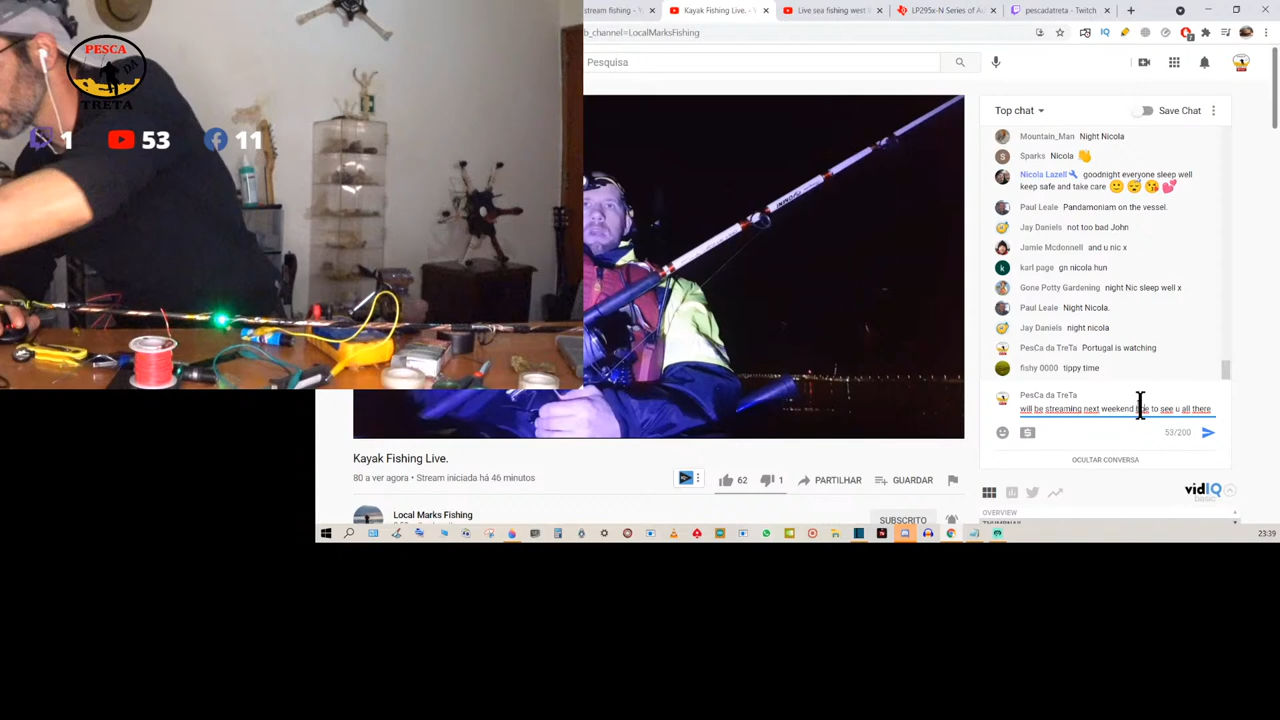 stream fishing -
Kayak Fishing Live. -
Live sea fishing west
LP295x-N Series of Au
pescadatreta - Twitch
b_channel=LocalMarksFishing
Pesquisa
PESCA
DA
TRETA
1
53
11
Top chat
Save Chat
Mountain_Man Night Nicola
Sparks Nicola 👋
Nicola Lazell goodnight everyone sleep well
keep safe and take care 🙂 😴 😘 💕
Paul Leale Pandamoniam on the vessel.
Jay Daniels not too bad John
Jamie Mcdonnell and u nic x
karl page gn nicola hun
Gone Potty Gardening night Nic sleep well x
Paul Leale Night Nicola.
Jay Daniels night nicola
PesCa da TreTa Portugal is watching
fishy 0000 tippy time
PesCa da TreTa
will be streaming next weekend to see u all there
53/200
OCULTAR CONVERSA
Kayak Fishing Live.
80 a ver agora • Stream iniciada há 46 minutos
62
1
PARTILHAR
GUARDAR
Local Marks Fishing
SUBSCRITO
vidIQ
basic
OVERVIEW
23:39